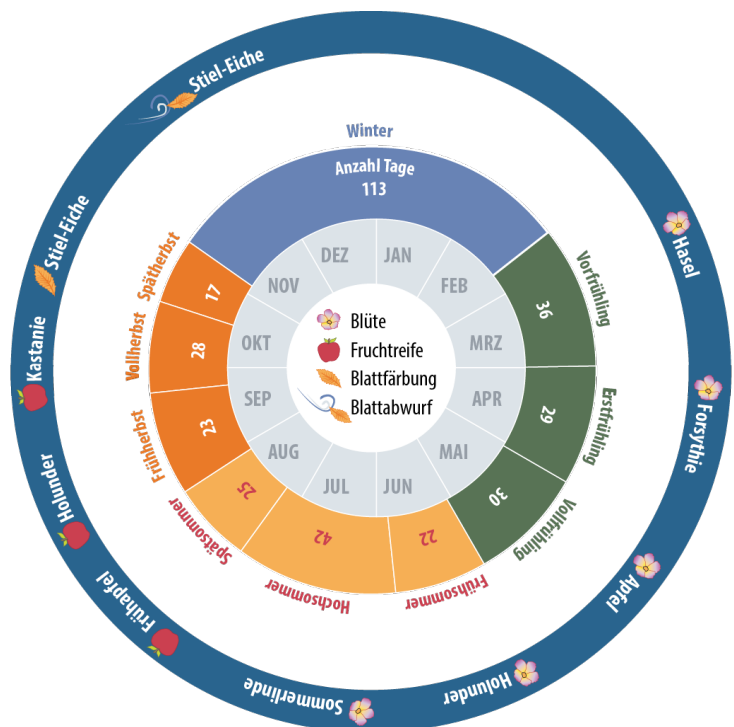 Stiel-Eiche
Hasel
Forsythie
Apfel
Holunder
Sommerlinde
Frühapfel
Holunder
Kastanie
Stiel-Eiche
Winter
Anzahl Tage
113
Vorfrühling
36
Erstfrühling
29
Vollfrühling
30
Frühsommer
22
Hochsommer
42
Spätsommer
25
Frühherbst
23
Vollherbst
28
Spätherbst
17
JAN
FEB
MRZ
APR
MAI
JUN
JUL
AUG
SEP
OKT
NOV
DEZ
Blüte
Fruchtreife
Blattfärbung
Blattabwurf